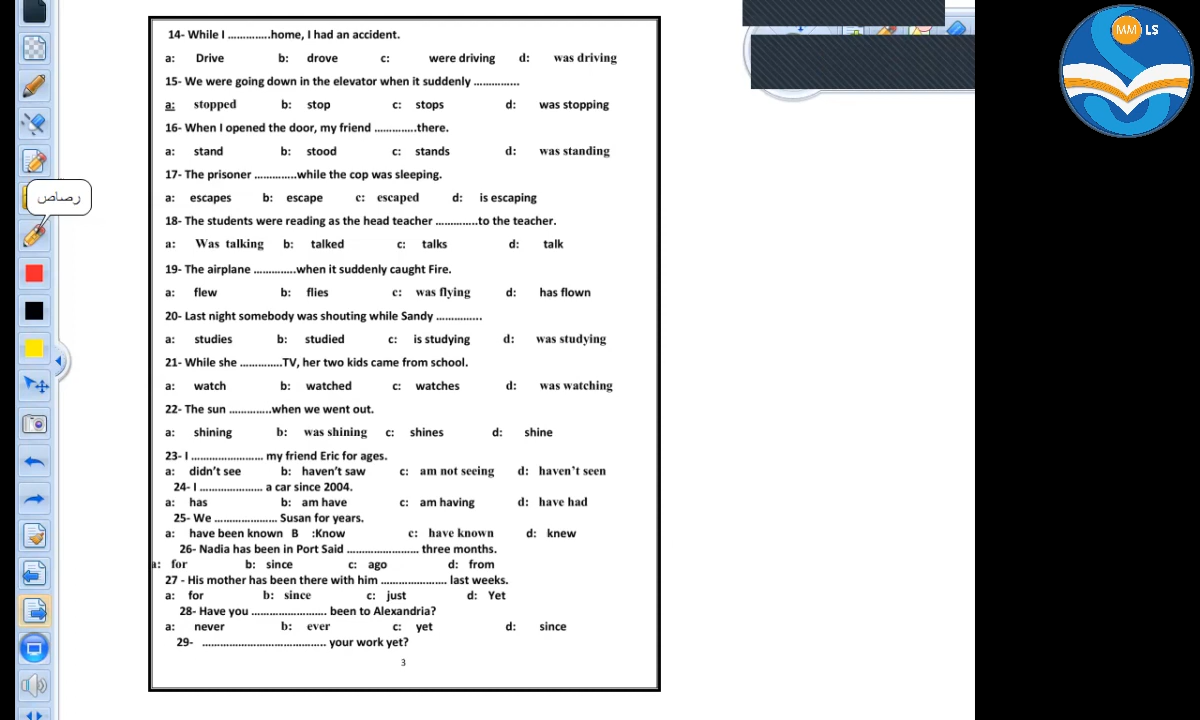 14- While I .............home, I had an accident.
a: Drive b: drove c: were driving d: was driving
15- We were going down in the elevator when it suddenly ..............
a: stopped b: stop c: stops d: was stopping
16- When I opened the door, my friend .............there.
a: stand b: stood c: stands d: was standing
17- The prisoner .............while the cop was sleeping.
a: escapes b: escape c: escaped d: is escaping
18- The students were reading as the head teacher .............to the teacher.
a: Was talking b: talked c: talks d: talk
19- The airplane .............when it suddenly caught Fire.
a: flew b: flies c: was flying d: has flown
20- Last night somebody was shouting while Sandy ..............
a: studies b: studied c: is studying d: was studying
21- While she .............TV, her two kids came from school.
a: watch b: watched c: watches d: was watching
22- The sun .............when we went out.
a: shining b: was shining c: shines d: shine
23- I ........................ my friend Eric for ages.
a: didn't see b: haven't saw c: am not seeing d: haven't seen
24- I ..................... a car since 2004.
a: has b: am have c: am having d: have had
25- We ..................... Susan for years.
a: have been known B :Know c: have known d: knew
26- Nadia has been in Port Said ........................ three months.
a: for b: since c: ago d: from
27 - His mother has been there with him ...................... last weeks.
a: for b: since c: just d: Yet
28- Have you ......................... been to Alexandria?
a: never b: ever c: yet d: since
29- ......................................... your work yet?
3
رصاص
MM LS